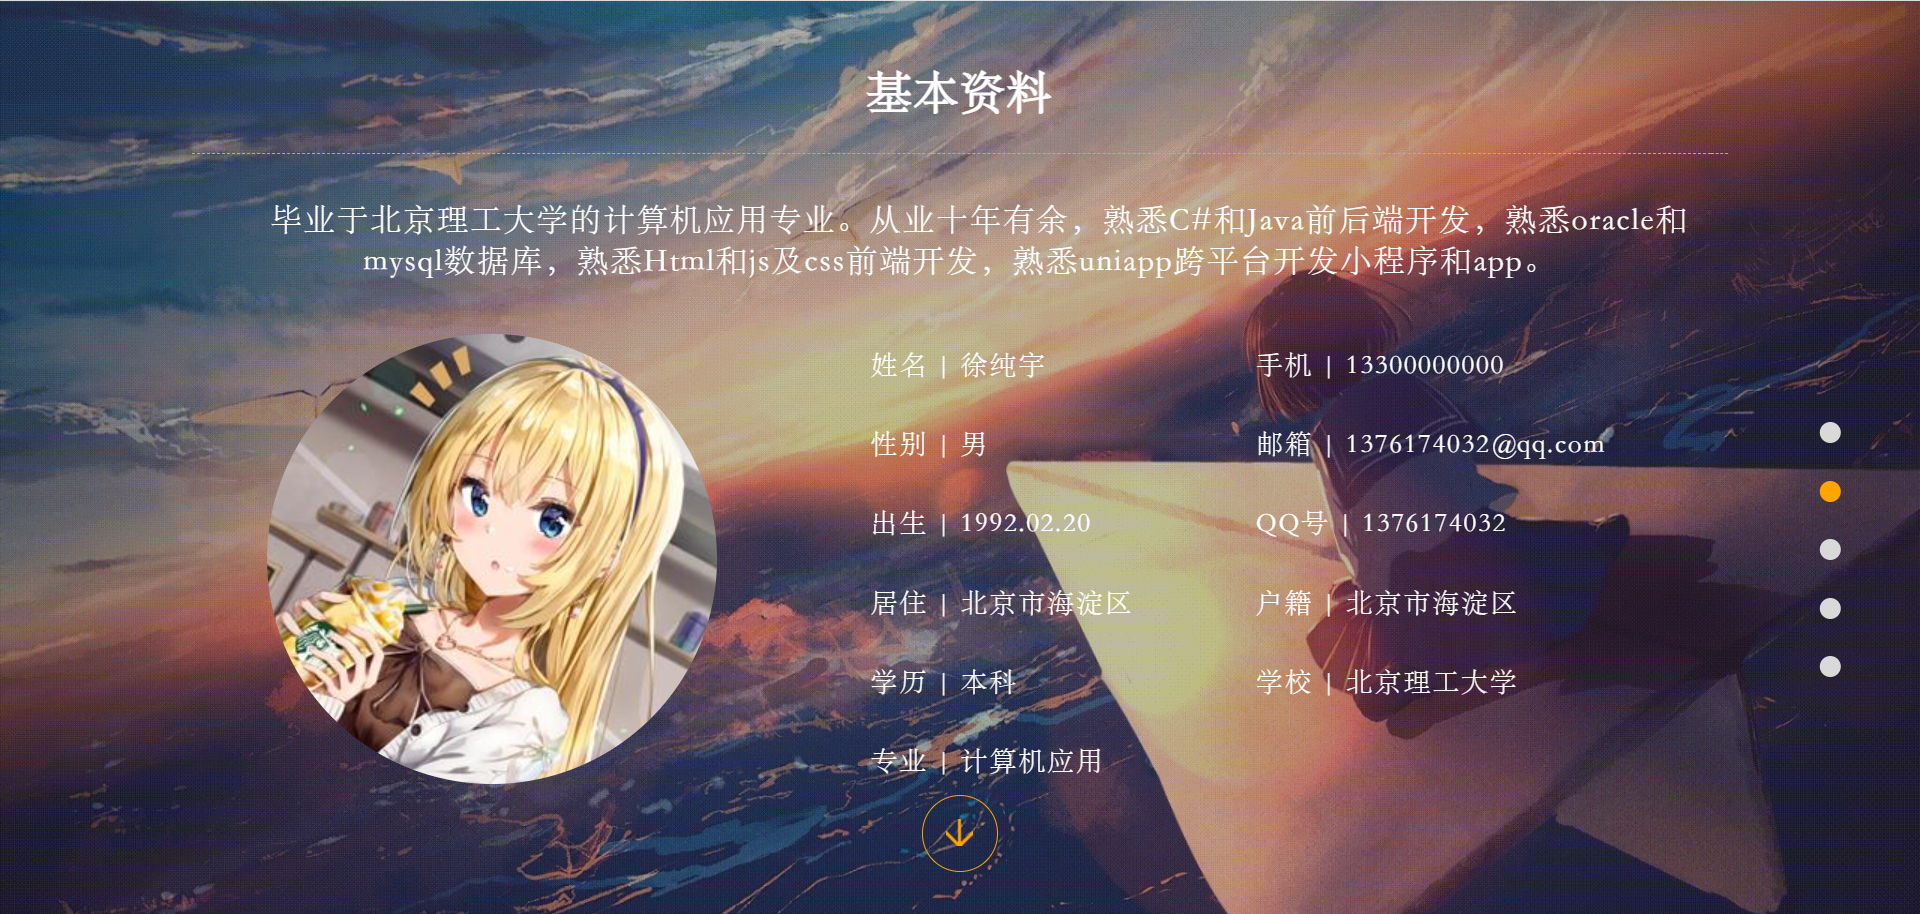 基本资料
毕业于北京理工大学的计算机应用专业。从业十年有余，熟悉C#和Java前后端开发，熟悉oracle和
mysql数据库，熟悉Html和js及css前端开发，熟悉uniapp跨平台开发小程序和app。
姓名 | 徐纯宇
手机 | 13300000000
性别 | 男
邮箱 | 1376174032@qq.com
出生 | 1992.02.20
QQ号 | 1376174032
居住 | 北京市海淀区
户籍 | 北京市海淀区
学历 | 本科
学校 | 北京理工大学
专业 | 计算机应用